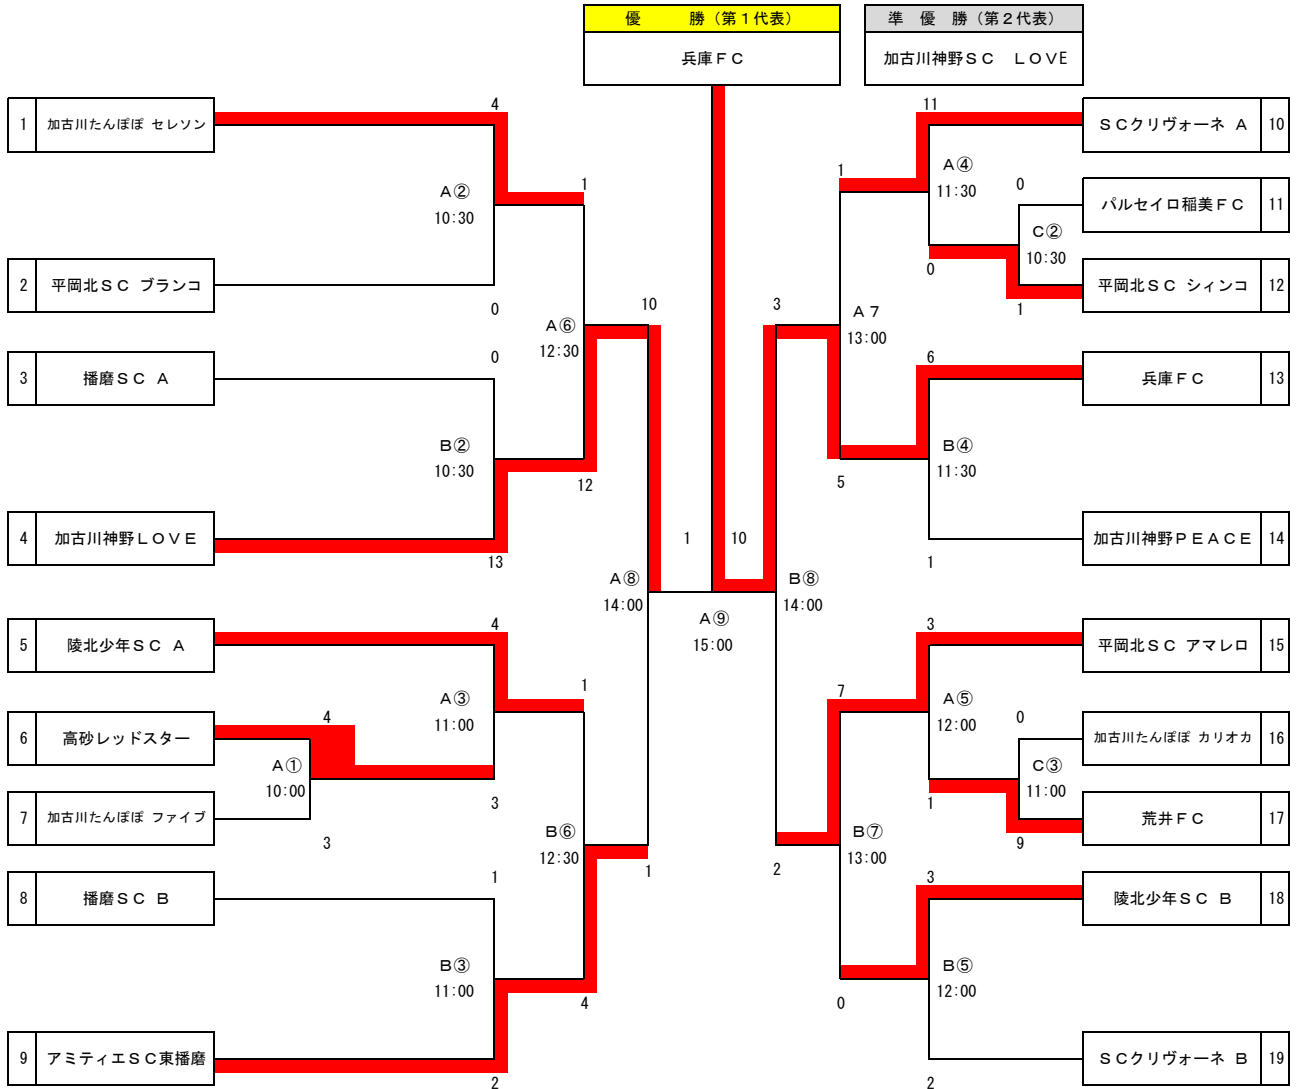 優　　　勝（第１代表）
兵庫ＦＣ
準　優　勝（第２代表）
加古川神野ＳＣ　ＬＯＶＥ
1 加古川たんぽぽ セレソン
4
A②
10:30
2 平岡北ＳＣ ブランコ
0
1
A⑥
12:30
3 播磨ＳＣ Ａ
0
B②
10:30
4 加古川神野ＬＯＶＥ
13
12
10
A⑧
14:00
5 陵北少年ＳＣ Ａ
4
A③
11:00
6 高砂レッドスター
4
A①
10:00
7 加古川たんぽぽ ファイブ
3
3
1
B⑥
12:30
8 播磨ＳＣ Ｂ
1
B③
11:00
9 アミティエＳＣ東播磨
2
4
1
1
10
A⑨
15:00
11
SCクリヴォーネ Ａ 10
A④
11:30
0
パルセイロ稲美ＦＣ 11
C②
10:30
平岡北ＳＣ シィンコ 12
1
0
1
A７
13:00
3
6
兵庫ＦＣ 13
B④
11:30
5
加古川神野ＰＥＡＣＥ 14
1
B⑧
14:00
3
平岡北ＳＣ アマレロ 15
7
A⑤
12:00
0
加古川たんぽぽ カリオカ 16
C③
11:00
荒井ＦＣ 17
9
1
B⑦
13:00
2
3
陵北少年ＳＣ Ｂ 18
B⑤
12:00
0
SCクリヴォーネ Ｂ 19
2